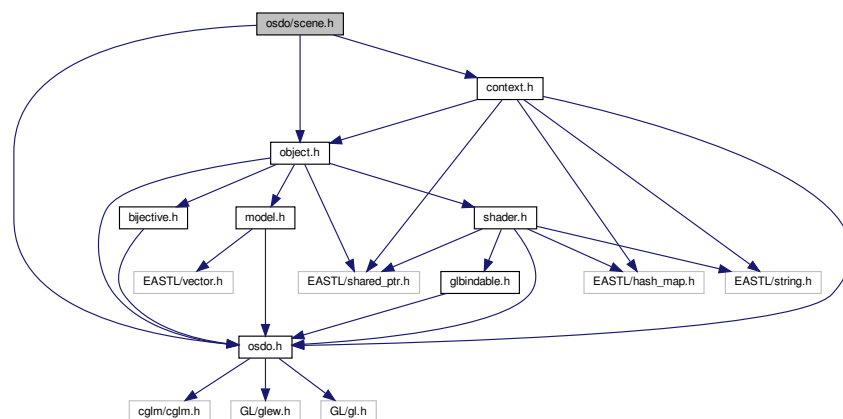 osdo/scene.h
context.h
object.h
bijective.h
model.h
shader.h
EASTL/vector.h
EASTL/shared_ptr.h
glbindable.h
EASTL/hash_map.h
EASTL/string.h
osdo.h
cglm/cglm.h
GL/glew.h
GL/gl.h